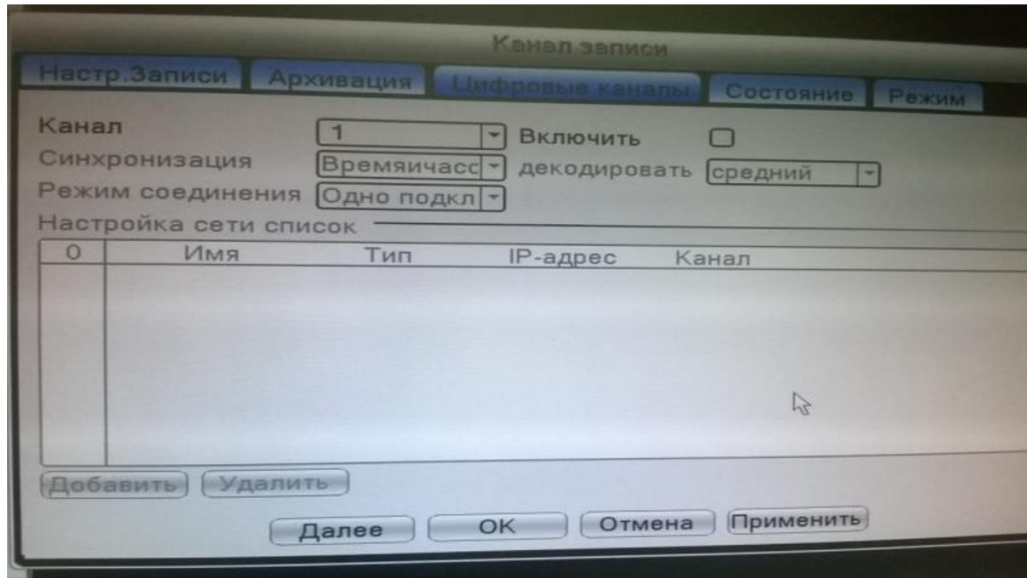 Канал записи
Настр.Записи Архивация Цифровые каналы Состояние Режим
Канал 1 Включить
Синхронизация Времяичасс декодировать средний
Режим соединения Одно подкл
Настройка сети список
0 Имя Тип IP-адрес Канал
Добавить Удалить
Далее OK Отмена Применить